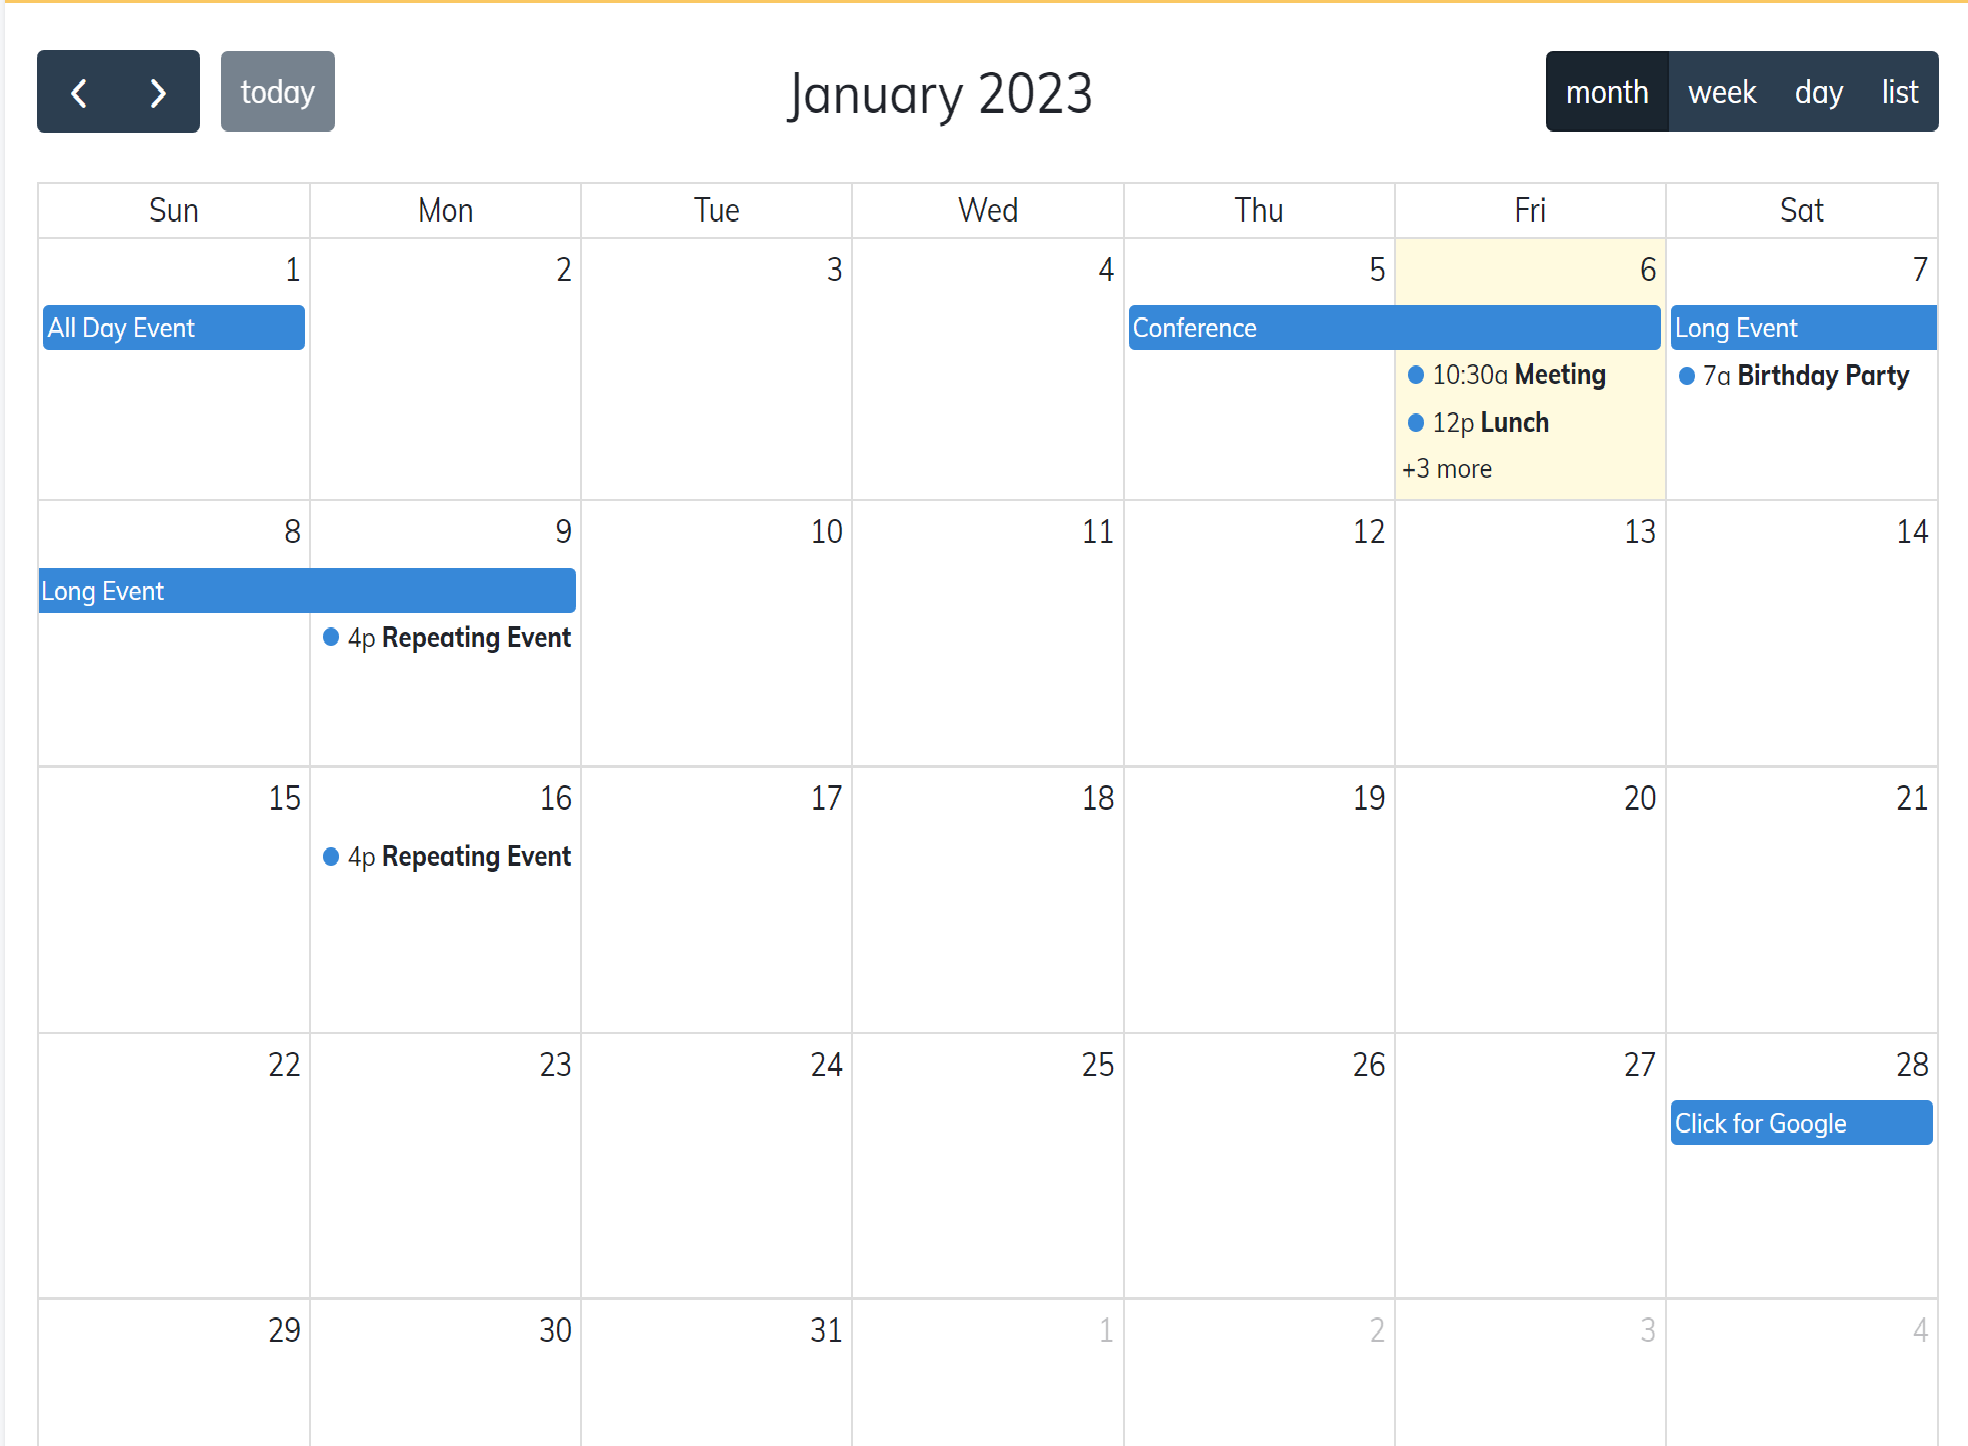 today
January 2023
month week day list
Sun Mon Tue Wed Thu Fri Sat
1 2 3 4 5 6 7
All Day Event Conference Long Event
10:30a Meeting 7a Birthday Party
12p Lunch
+3 more
8 9 10 11 12 13 14
Long Event
4p Repeating Event
15 16 17 18 19 20 21
4p Repeating Event
22 23 24 25 26 27 28
Click for Google
29 30 31 1 2 3 4